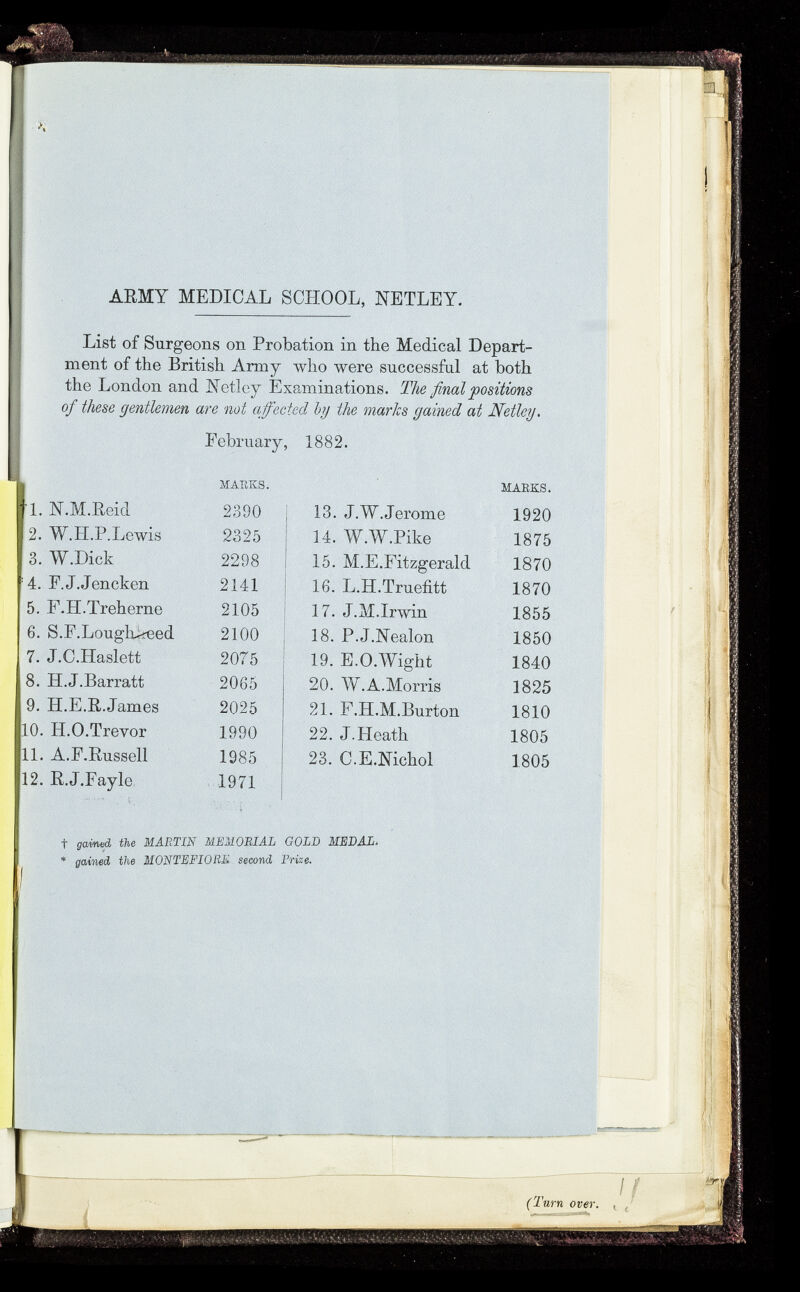 ARMY MEDICAL SCHOOL, NETLEY.
List of Surgeons on Probation in the Medical Depart-
ment of the British Army who were successful at both
the London and Netley Examinations. The final positions
of these gentlemen are not affected by the marks gained at Netley.
February, 1882.
MARKS.
†1. N.M.Reid 2390
2. W.H.P.Lewis 2325
3. W.Dick 2298
*4. F.J.Jencken 2141
5. F.H.Treherne 2105
6. S.F.Lougheed 2100
7. J.C.Haslett 2075
8. H.J.Barratt 2065
9. H.E.R.James 2025
10. H.O.Trevor 1990
11. A.F.Russell 1985
12. R.J.Fayle 1971
MARKS.
13. J.W.Jerome 1920
14. W.W.Pike 1875
15. M.E.Fitzgerald 1870
16. L.H.Truefitt 1870
17. J.M.Irwin 1855
18. P.J.Nealon 1850
19. E.O.Wight 1840
20. W.A.Morris 1825
21. F.H.M.Burton 1810
22. J.Heath 1805
23. C.E.Nichol 1805
† gained the MARTIN MEMORIAL GOLD MEDAL.
* gained the MONTEFIORE second Prize.
(Turn over.